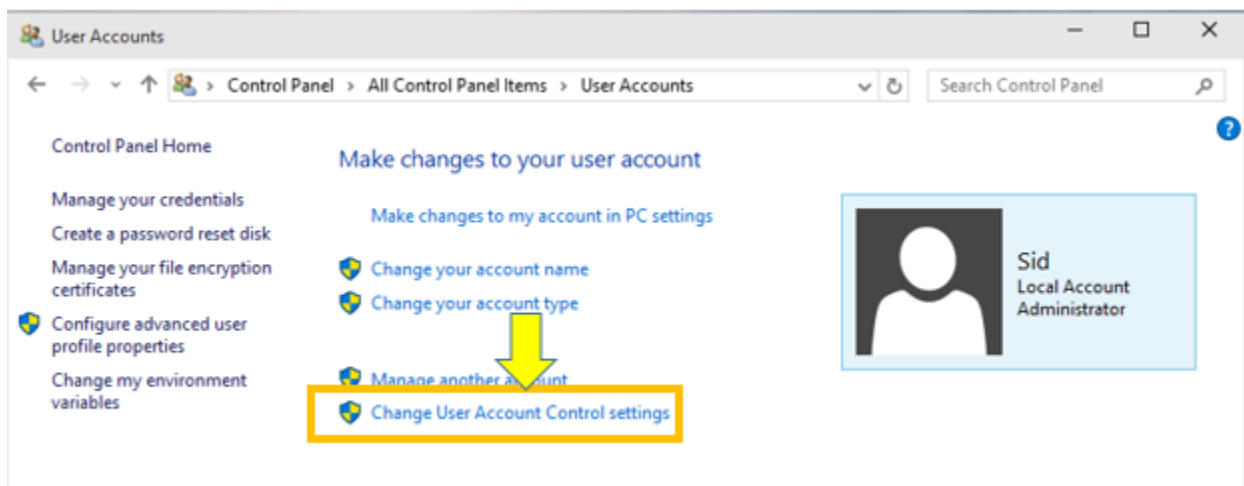 User Accounts
Control Panel > All Control Panel Items > User Accounts
Search Control Panel
Control Panel Home
Manage your credentials
Create a password reset disk
Manage your file encryption
certificates
Configure advanced user
profile properties
Change my environment
variables
Make changes to your user account
Make changes to my account in PC settings
Change your account name
Change your account type
Manage another account
Change User Account Control settings
Sid
Local Account
Administrator